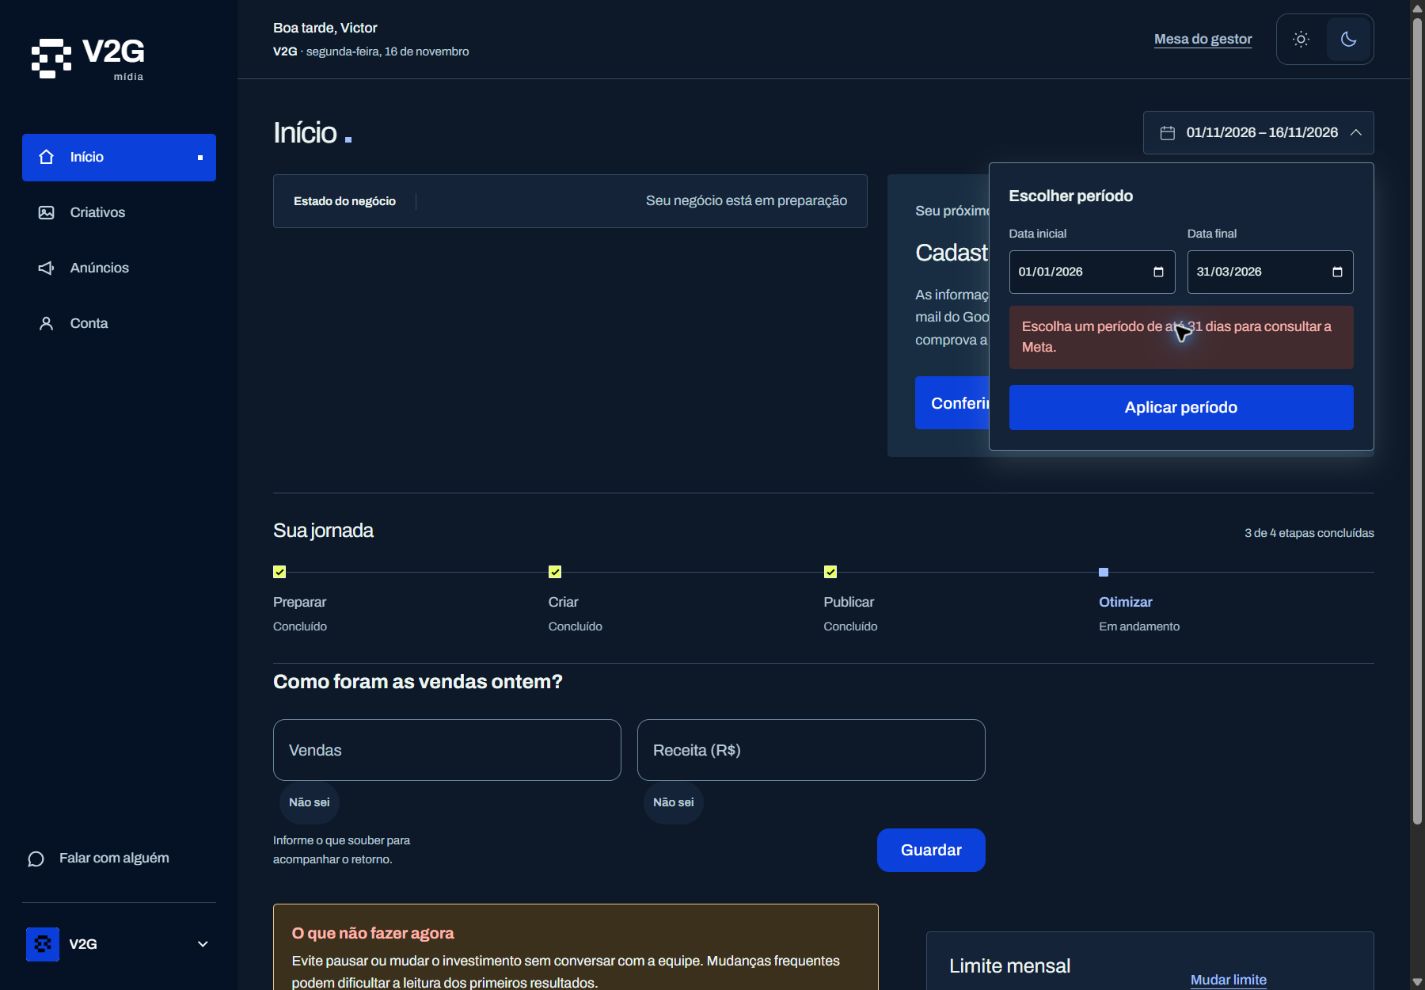 V2G
mídia
Início
Criativos
Anúncios
Conta
Falar com alguém
V2G
Boa tarde, Victor
V2G · segunda-feira, 16 de novembro
Mesa do gestor
Início
01/11/2026 – 16/11/2026
Estado do negócio
Seu negócio está em preparação
Seu próximo
Cadast
As informaç
mail do Goo
comprova a
Conferir
Escolher período
Data inicial
Data final
01/01/2026
31/03/2026
Escolha um período de até 31 dias para consultar a
Meta.
Aplicar período
Sua jornada
3 de 4 etapas concluídas
Preparar
Concluído
Criar
Concluído
Publicar
Concluído
Otimizar
Em andamento
Como foram as vendas ontem?
Vendas
Receita (R$)
Não sei
Não sei
Informe o que souber para
acompanhar o retorno.
Guardar
O que não fazer agora
Evite pausar ou mudar o investimento sem conversar com a equipe. Mudanças frequentes
podem dificultar a leitura dos primeiros resultados.
Limite mensal
Mudar limite